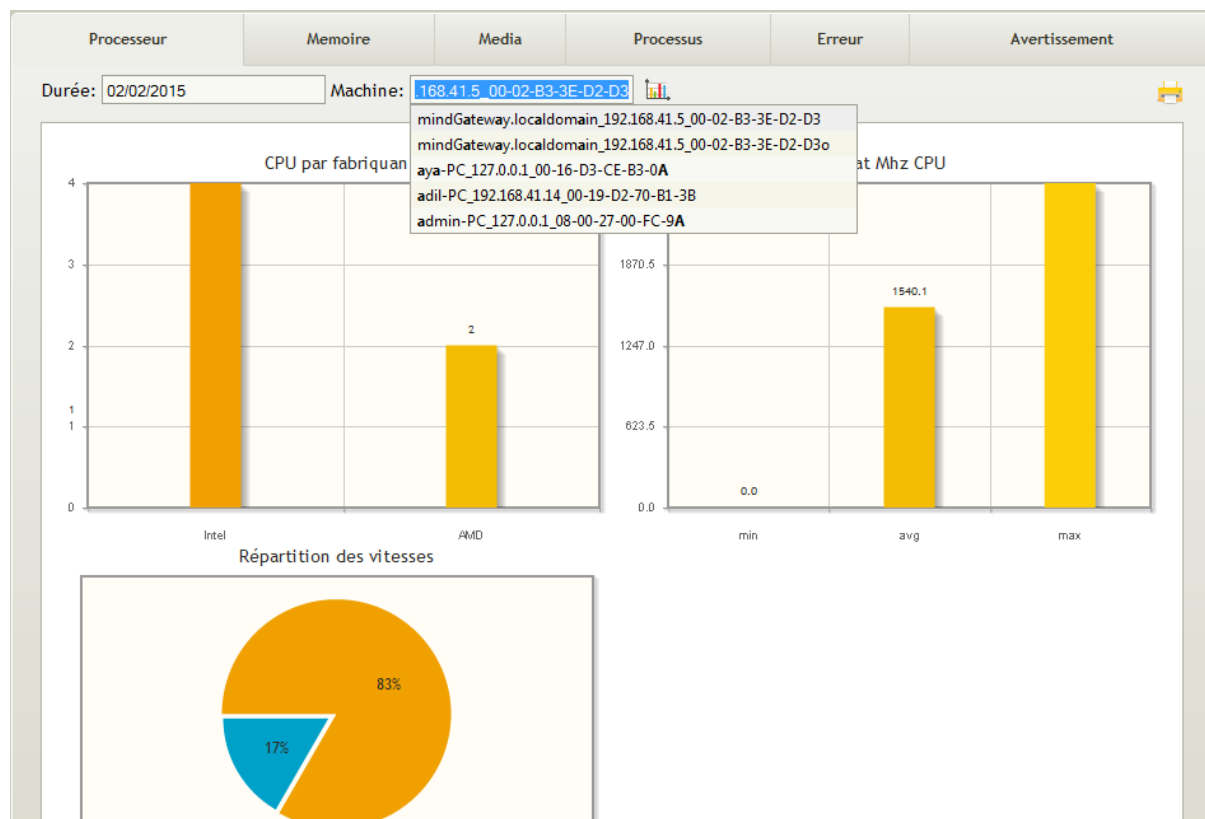 Processeur Memoire Media Processus Erreur Avertissement
Durée: 02/02/2015 Machine: .168.41.5_00-02-B3-3E-D2-D3
mindGateway.localdomain_192.168.41.5_00-02-B3-3E-D2-D3
mindGateway.localdomain_192.168.41.5_00-02-B3-3E-D2-D3o
aya-PC_127.0.0.1_00-16-D3-CE-B3-0A
adil-PC_192.168.41.14_00-19-D2-70-B1-3B
admin-PC_127.0.0.1_08-00-27-00-FC-9A
CPU par fabriquan
4
3
2
1
1
0
2
Intel AMD
at Mhz CPU
1870.5
1247.0
623.5
0.0
0.0
1540.1
min avg max
Répartition des vitesses
83%
17%